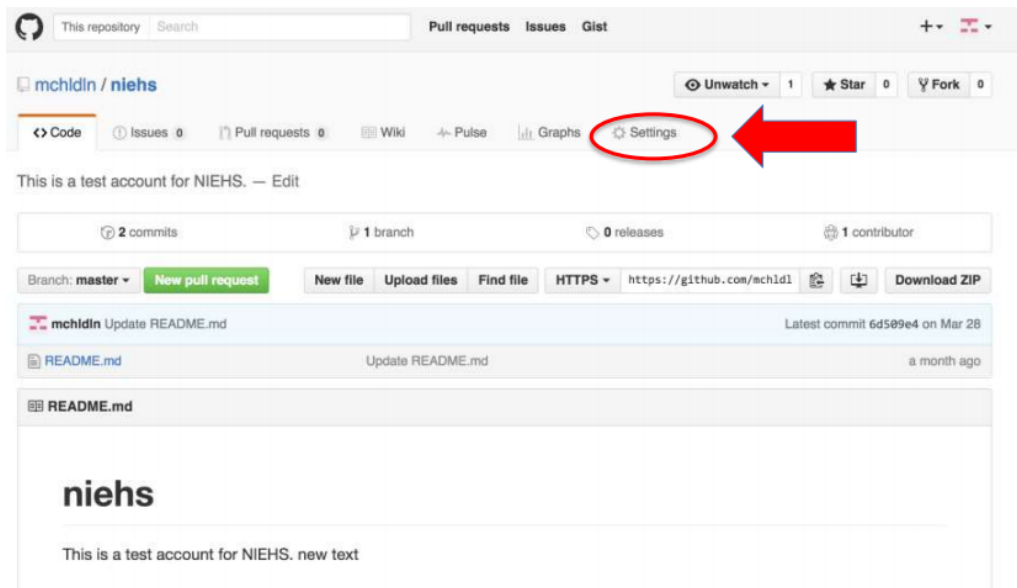 This repository Search Pull requests Issues Gist
mchldln / niehs Unwatch 1 Star 0 Fork 0
Code Issues 0 Pull requests 0 Wiki Pulse Graphs Settings
This is a test account for NIEHS. — Edit
2 commits 1 branch 0 releases 1 contributor
Branch: master New pull request New file Upload files Find file HTTPS https://github.com/mchldl Download ZIP
mchldln Update README.md Latest commit 6d509e4 on Mar 28
README.md Update README.md a month ago
README.md
niehs
This is a test account for NIEHS. new text